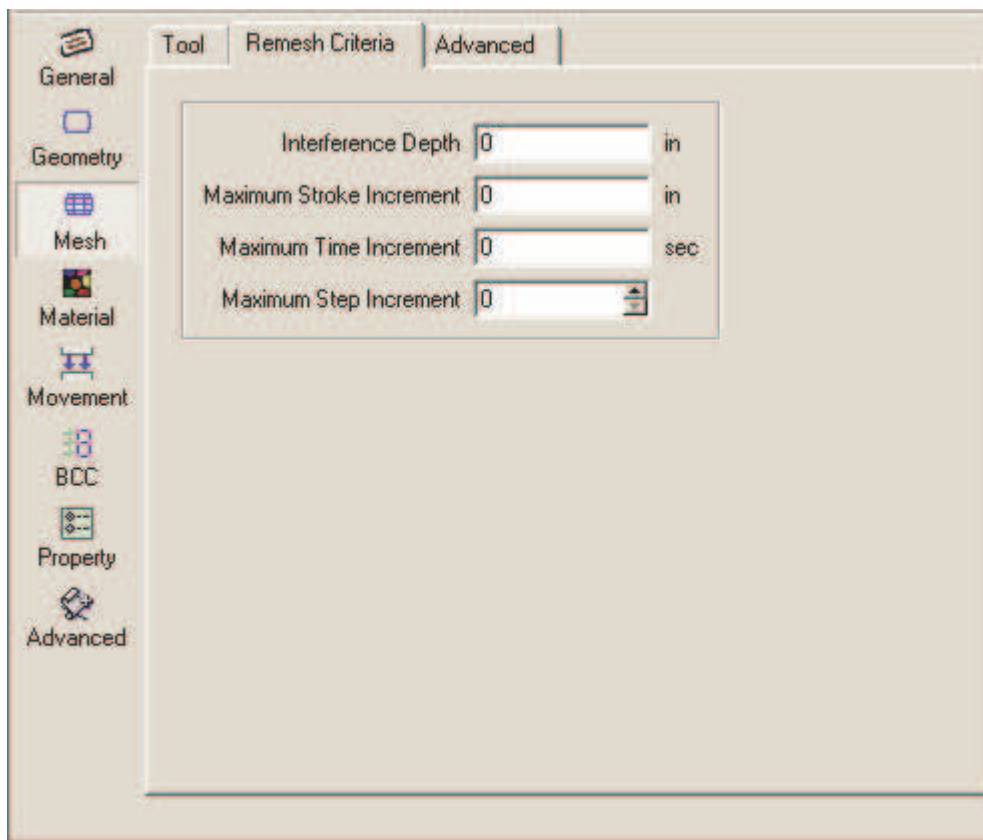 General
Geometry
Mesh
Material
Movement
BCC
Property
Advanced
Tool Remesh Criteria Advanced
Interference Depth 0 in
Maximum Stroke Increment 0 in
Maximum Time Increment 0 sec
Maximum Step Increment 0